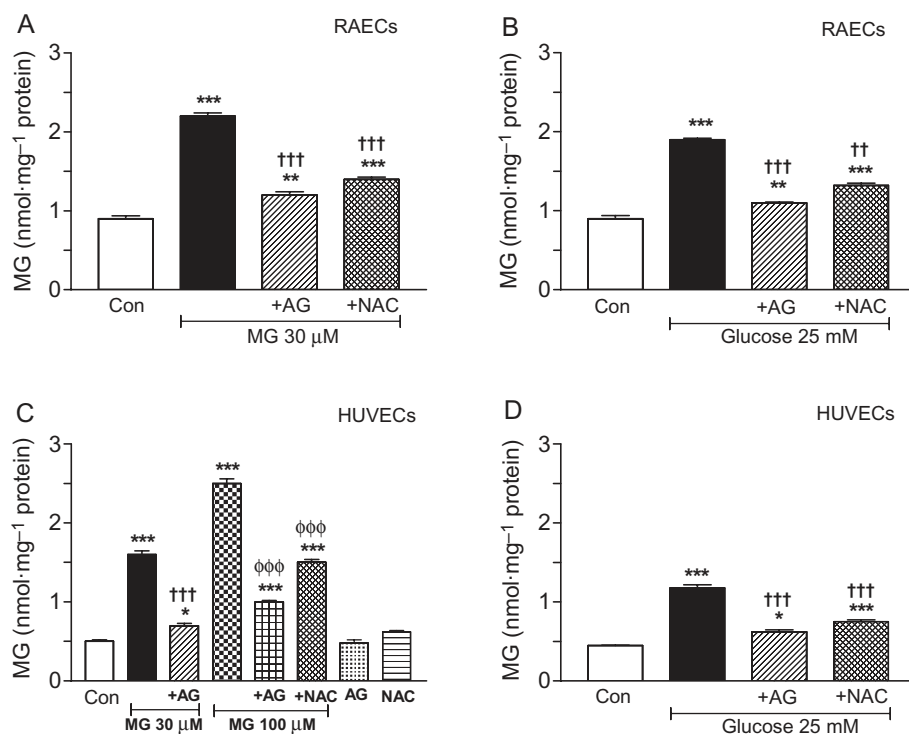 A
RAECs
MG (nmol·mg–1 protein)
3
2
1
0
***
†††
**
†††
***
Con
+AG
+NAC
MG 30 μM
B
RAECs
MG (nmol·mg–1 protein)
3
2
1
0
***
†††
**
††
***
Con
+AG
+NAC
Glucose 25 mM
C
HUVECs
MG (nmol·mg–1 protein)
3
2
1
0
***
†††
*
***
ϕϕϕ
***
ϕϕϕ
***
Con
+AG
+AG
+NAC
AG
NAC
MG 30 μM
MG 100 μM
D
HUVECs
MG (nmol·mg–1 protein)
3
2
1
0
***
†††
*
†††
***
Con
+AG
+NAC
Glucose 25 mM